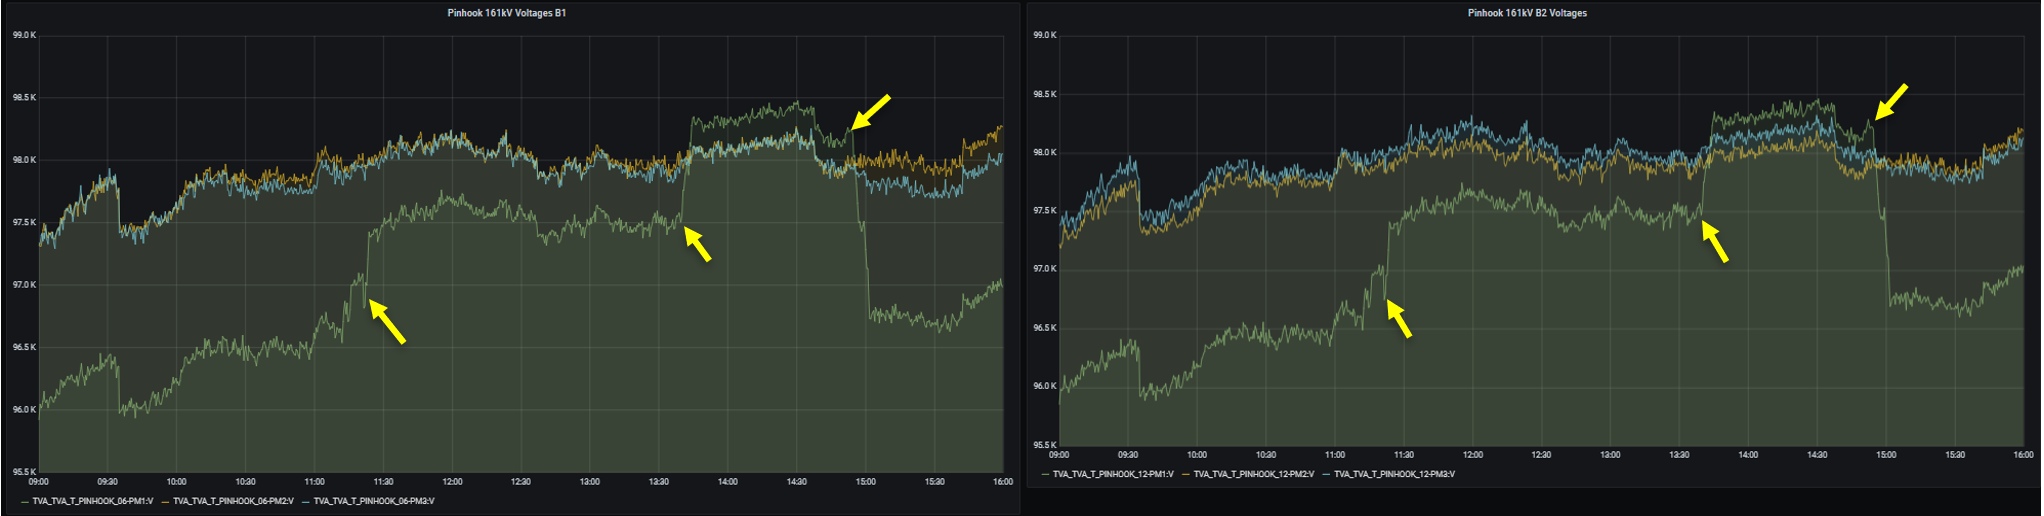 Pinhook 161kV Voltages B1
99.0 K
98.5 K
98.0 K
97.5 K
97.0 K
96.5 K
96.0 K
95.5 K
09:00 09:30 10:00 10:30 11:00 11:30 12:00 12:30 13:00 13:30 14:00 14:30 15:00 15:30 16:00
TVA_TVA_T_PINHOOK_06-PM1:V TVA_TVA_T_PINHOOK_06-PM2:V TVA_TVA_T_PINHOOK_06-PM3:V
Pinhook 161kV B2 Voltages
99.0 K
98.5 K
98.0 K
97.5 K
97.0 K
96.5 K
96.0 K
95.5 K
09:00 09:30 10:00 10:30 11:00 11:30 12:00 12:30 13:00 13:30 14:00 14:30 15:00 15:30 16:00
TVA_TVA_T_PINHOOK_12-PM1:V TVA_TVA_T_PINHOOK_12-PM2:V TVA_TVA_T_PINHOOK_12-PM3:V